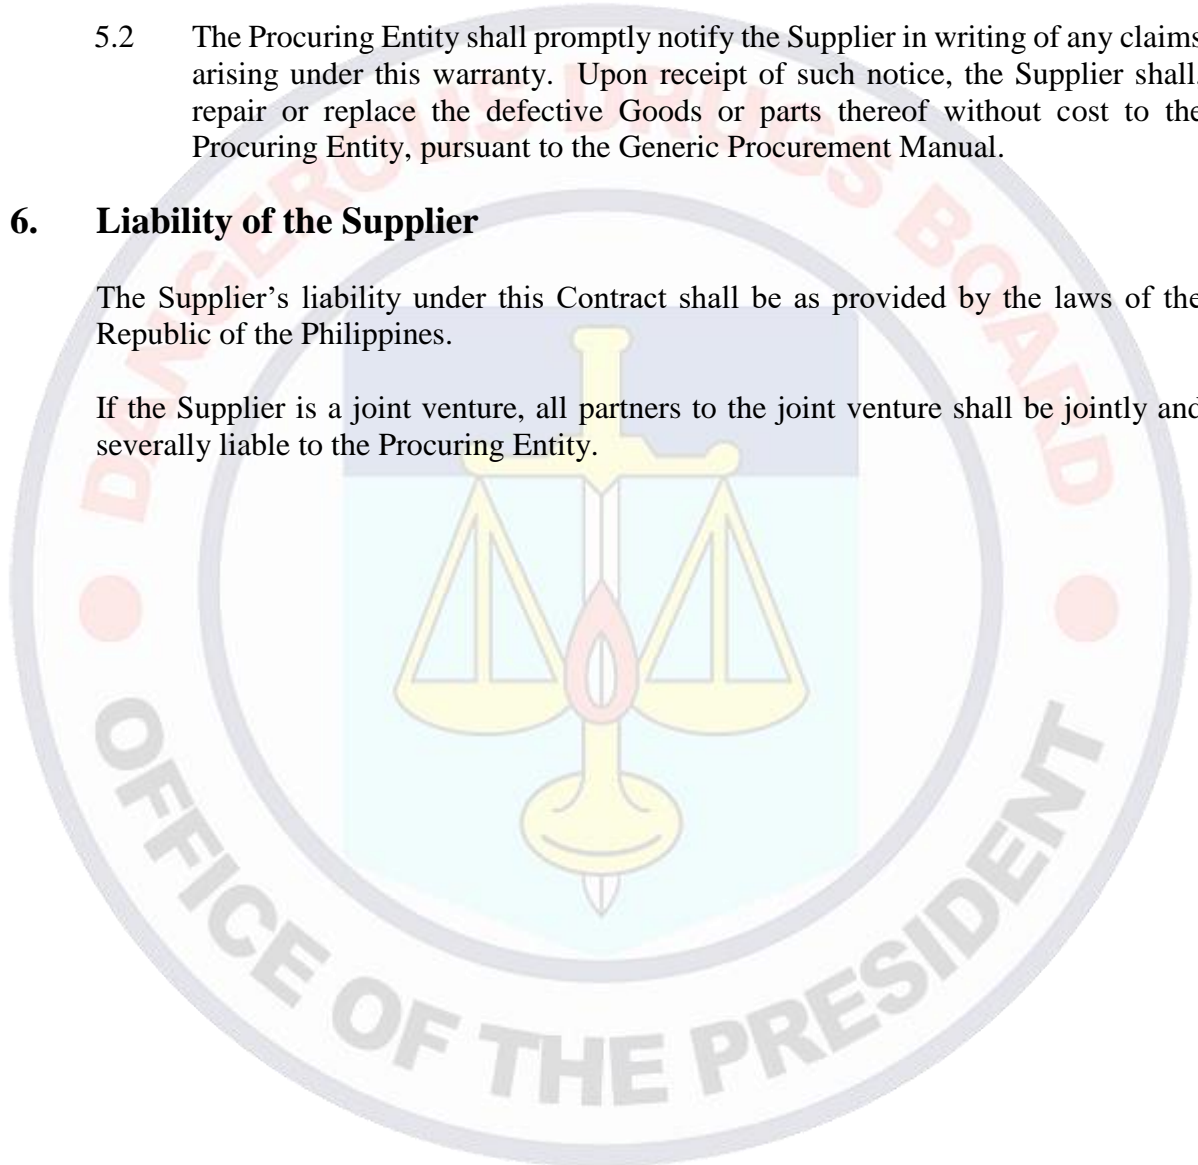 5.2 The Procuring Entity shall promptly notify the Supplier in writing of any claims
arising under this warranty. Upon receipt of such notice, the Supplier shall,
repair or replace the defective Goods or parts thereof without cost to the
Procuring Entity, pursuant to the Generic Procurement Manual.
6. Liability of the Supplier
The Supplier’s liability under this Contract shall be as provided by the laws of the
Republic of the Philippines.
If the Supplier is a joint venture, all partners to the joint venture shall be jointly and
severally liable to the Procuring Entity.
DANGEROUS DRUGS BOARD
OFFICE OF THE PRESIDENT